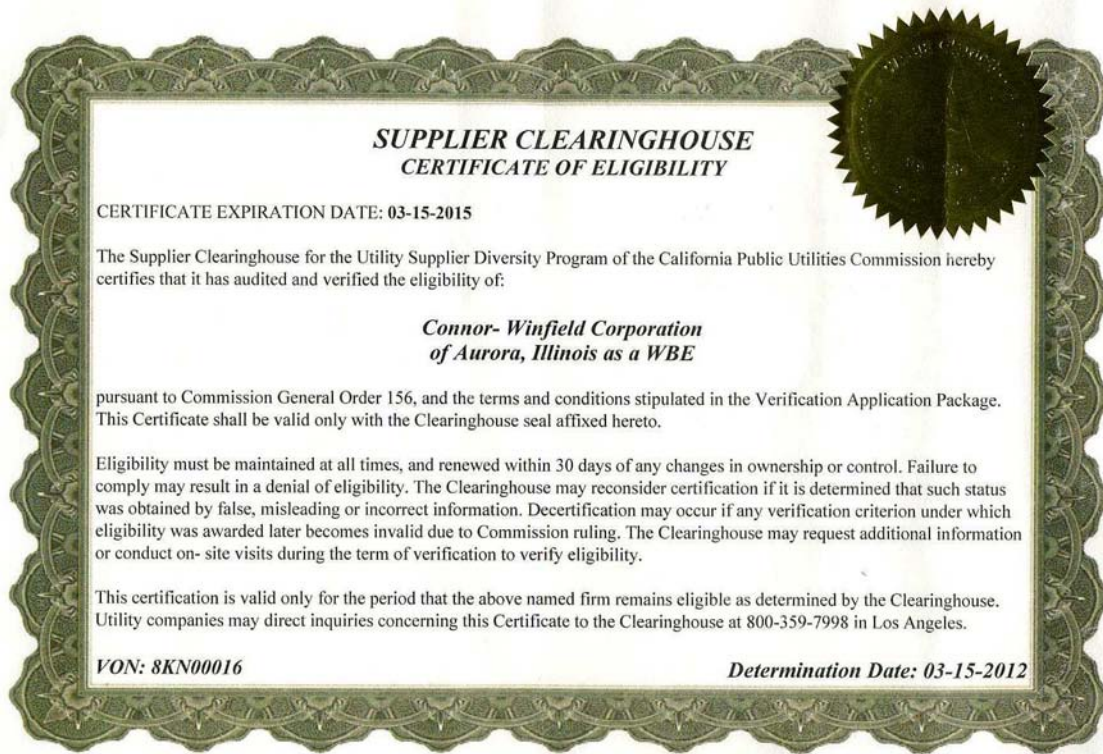 SUPPLIER CLEARINGHOUSE
CERTIFICATE OF ELIGIBILITY
CERTIFICATE EXPIRATION DATE: 03-15-2015
The Supplier Clearinghouse for the Utility Supplier Diversity Program of the California Public Utilities Commission hereby
certifies that it has audited and verified the eligibility of:
Connor- Winfield Corporation
of Aurora, Illinois as a WBE
pursuant to Commission General Order 156, and the terms and conditions stipulated in the Verification Application Package.
This Certificate shall be valid only with the Clearinghouse seal affixed hereto.
Eligibility must be maintained at all times, and renewed within 30 days of any changes in ownership or control. Failure to
comply may result in a denial of eligibility. The Clearinghouse may reconsider certification if it is determined that such status
was obtained by false, misleading or incorrect information. Decertification may occur if any verification criterion under which
eligibility was awarded later becomes invalid due to Commission ruling. The Clearinghouse may request additional information
or conduct on- site visits during the term of verification to verify eligibility.
This certification is valid only for the period that the above named firm remains eligible as determined by the Clearinghouse.
Utility companies may direct inquiries concerning this Certificate to the Clearinghouse at 800-359-7998 in Los Angeles.
VON: 8KN00016
Determination Date: 03-15-2012